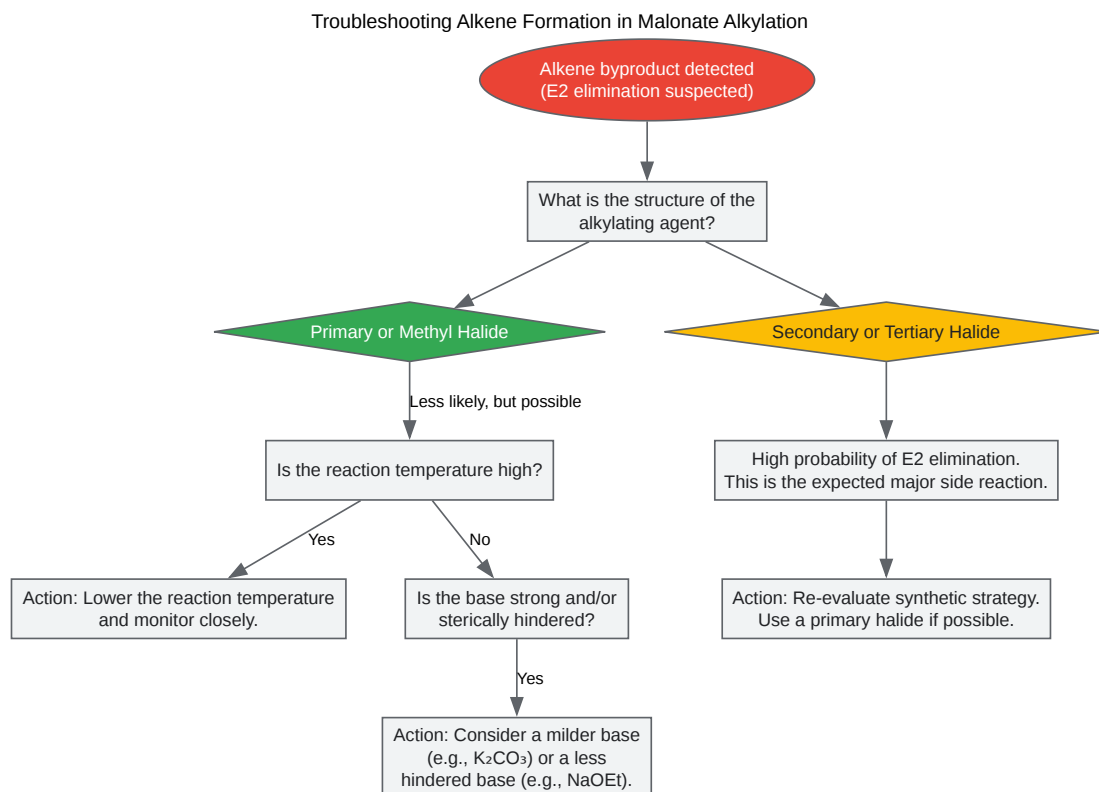 Troubleshooting Alkene Formation in Malonate Alkylation
Alkene byproduct detected
(E2 elimination suspected)
What is the structure of the
alkylating agent?
Primary or Methyl Halide
Secondary or Tertiary Halide
Less likely, but possible
Is the reaction temperature high?
High probability of E2 elimination.
This is the expected major side reaction.
Yes
No
Action: Lower the reaction temperature
and monitor closely.
Is the base strong and/or
sterically hindered?
Action: Re-evaluate synthetic strategy.
Use a primary halide if possible.
Yes
Action: Consider a milder base
(e.g., K₂CO₃) or a less
hindered base (e.g., NaOEt).